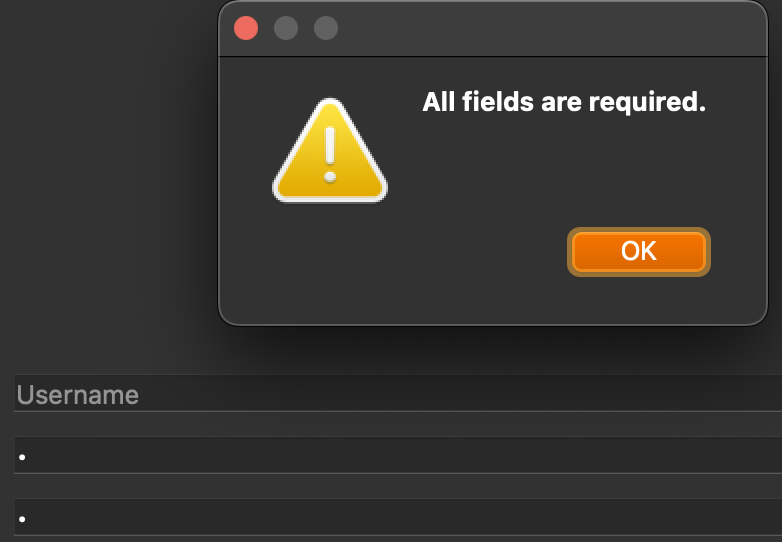 All fields are required.
OK
Username
•
•